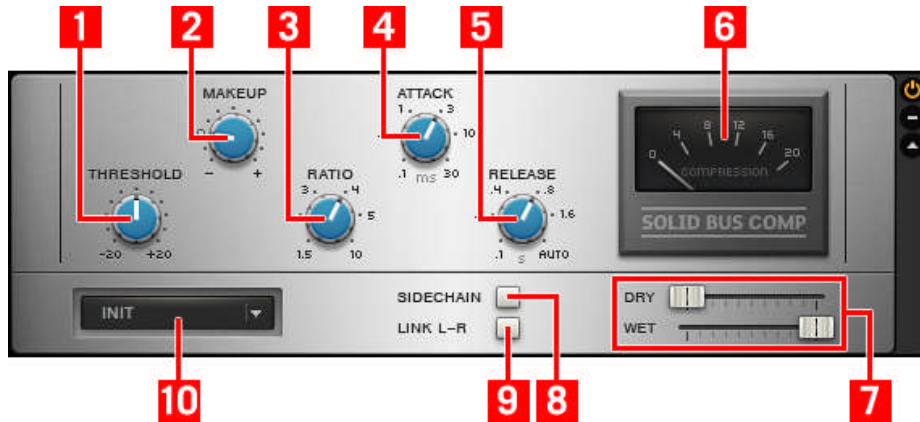 1 2 3 4 5 6
MAKEUP
0
- +
THRESHOLD
-20 +20
RATIO
3 4
5
1.5 10
ATTACK
1 3
10
.1 ms 30
RELEASE
.4 .8
1.6
.1 s AUTO
0 4 8 12 16 20
COMPRESSION
SOLID BUS COMP
INIT
SIDECHAIN
LINK L-R
DRY
WET
10 9 8 7